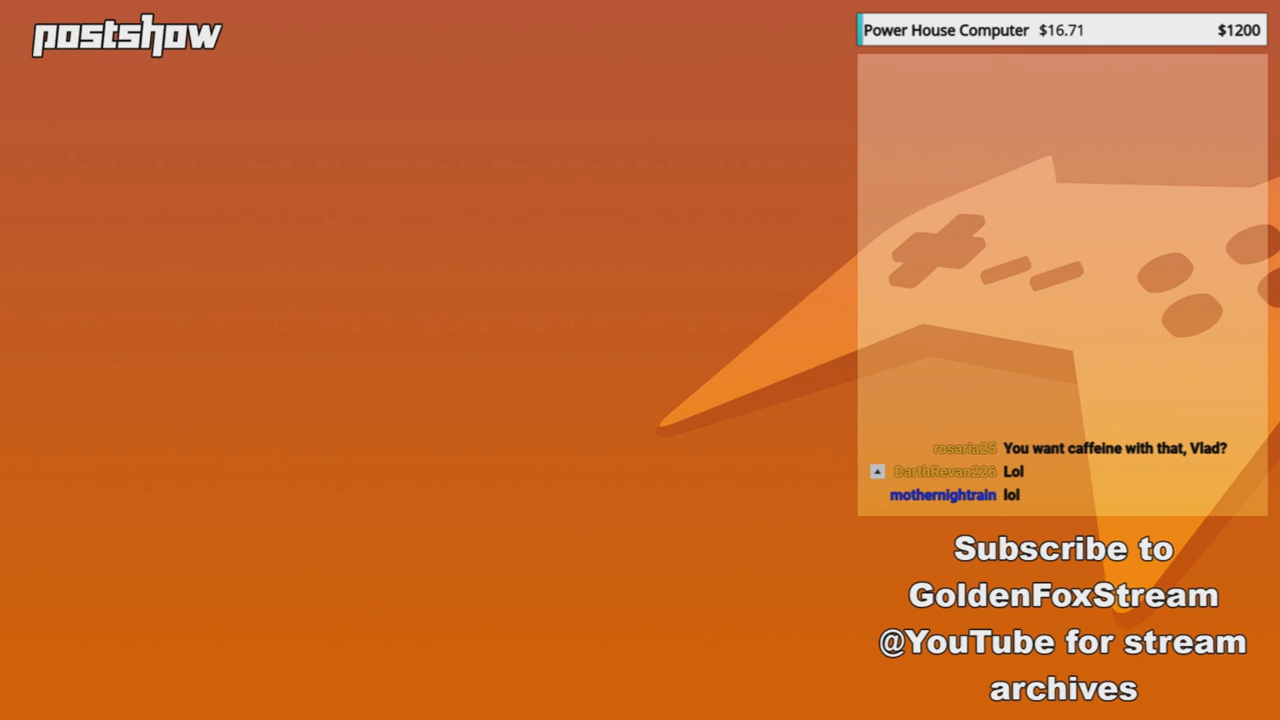 postshow
Power House Computer $16.71 $1200
rosaria25 You want caffeine with that, Vlad?
DarthRevan226 Lol
mothernightrain lol
Subscribe to
GoldenFoxStream
@YouTube for stream
archives